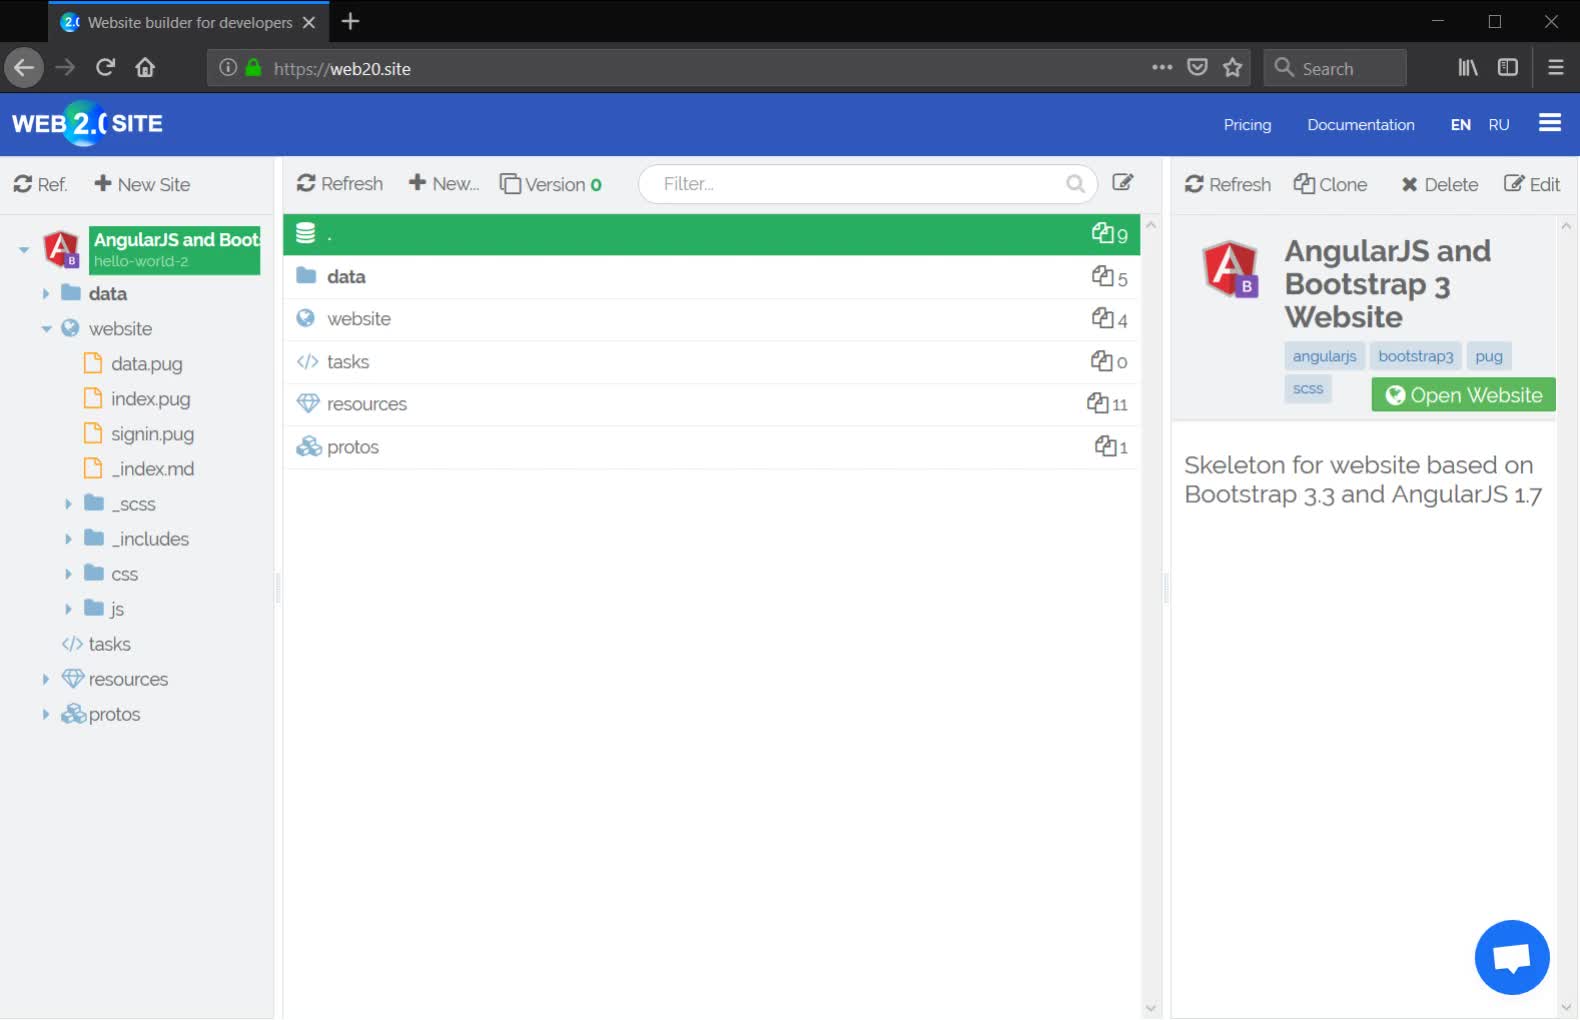 Website builder for developers
https://web20.site
Search
WEB 2.0 SITE
Pricing
Documentation
EN
RU
Ref.
New Site
Refresh
New...
Version 0
Filter...
Refresh
Clone
Delete
Edit
AngularJS and Boots
hello-world-2
data
website
data.pug
index.pug
signin.pug
_index.md
_scss
_includes
css
js
tasks
resources
protos
. 9
data 5
website 4
tasks 0
resources 11
protos 1
AngularJS and
Bootstrap 3
Website
angularjs bootstrap3 pug
scss
Open Website
Skeleton for website based on
Bootstrap 3.3 and AngularJS 1.7